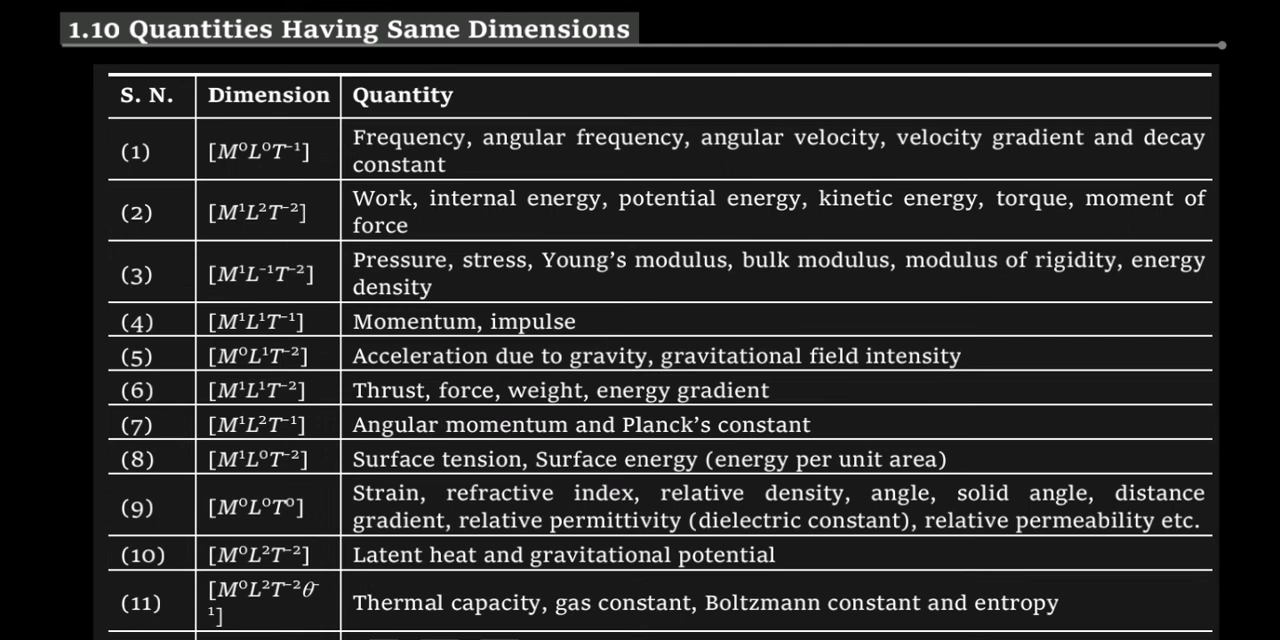 1.10 Quantities Having Same Dimensions
S. N. Dimension Quantity
(1) [M⁰L⁰T⁻¹] Frequency, angular frequency, angular velocity, velocity gradient and decay
constant
(2) [M¹L²T⁻²] Work, internal energy, potential energy, kinetic energy, torque, moment of
force
(3) [M¹L⁻¹T⁻²] Pressure, stress, Young's modulus, bulk modulus, modulus of rigidity, energy
density
(4) [M¹L¹T⁻¹] Momentum, impulse
(5) [M⁰L¹T⁻²] Acceleration due to gravity, gravitational field intensity
(6) [M¹L¹T⁻²] Thrust, force, weight, energy gradient
(7) [M¹L²T⁻¹] Angular momentum and Planck's constant
(8) [M¹L⁰T⁻²] Surface tension, Surface energy (energy per unit area)
(9) [M⁰L⁰T⁰] Strain, refractive index, relative density, angle, solid angle, distance
gradient, relative permittivity (dielectric constant), relative permeability etc.
(10) [M⁰L²T⁻²] Latent heat and gravitational potential
(11) [M⁰L²T⁻²θ⁻
¹] Thermal capacity, gas constant, Boltzmann constant and entropy